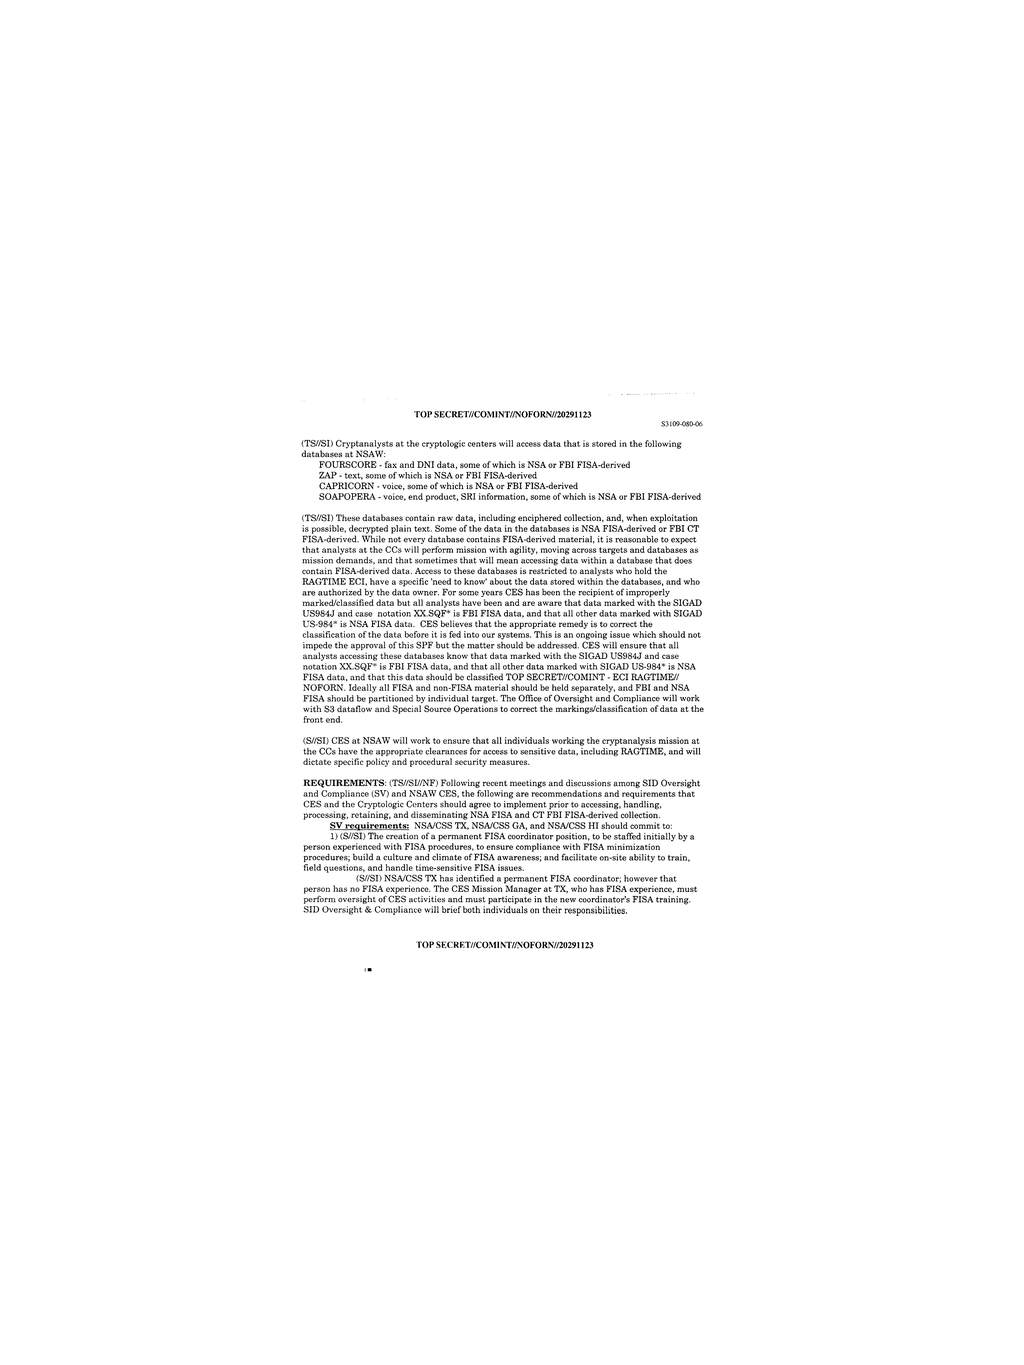 TOP SECRET//COMINT//NOFORN//20291123
S3109-080-06
(TS//SI) Cryptanalysts at the cryptologic centers will access data that is stored in the following
databases at NSAW:
FOURSCORE - fax and DNI data, some of which is NSA or FBI FISA-derived
ZAP - text, some of which is NSA or FBI FISA-derived
CAPRICORN - voice, some of which is NSA or FBI FISA-derived
SOAPOPERA - voice, end product, SRI information, some of which is NSA or FBI FISA-derived
(TS//SI) These databases contain raw data, including enciphered collection, and, when exploitation
is possible, decrypted plain text. Some of the data in the databases is NSA FISA-derived or FBI CT
FISA-derived. While not every database contains FISA-derived material, it is reasonable to expect
that analysts at the CCs will perform mission with agility, moving across targets and databases as
mission demands, and that sometimes that will mean accessing data within a database that does
contain FISA-derived data. Access to these databases is restricted to analysts who hold the
RAGTIME ECI, have a specific 'need to know' about the data stored within the databases, and who
are authorized by the data owner. For some years CES has been the recipient of improperly
marked/classified data but all analysts have been and are aware that data marked with the SIGAD
US984J and case notation XX.SQF* is FBI FISA data, and that all other data marked with SIGAD
US-984* is NSA FISA data. CES believes that the appropriate remedy is to correct the
classification of the data before it is fed into our systems. This is an ongoing issue which should not
impede the approval of this SPF but the matter should be addressed. CES will ensure that all
analysts accessing these databases know that data marked with the SIGAD US984J and case
notation XX.SQF* is FBI FISA data, and that all other data marked with SIGAD US-984* is NSA
FISA data, and that this data should be classified TOP SECRET//COMINT - ECI RAGTIME//
NOFORN. Ideally all FISA and non-FISA material should be held separately, and FBI and NSA
FISA should be partitioned by individual target. The Office of Oversight and Compliance will work
with S3 dataflow and Special Source Operations to correct the markings/classification of data at the
front end.
(S//SI) CES at NSAW will work to ensure that all individuals working the cryptanalysis mission at
the CCs have the appropriate clearances for access to sensitive data, including RAGTIME, and will
dictate specific policy and procedural security measures.
REQUIREMENTS: (TS//SI//NF) Following recent meetings and discussions among SID Oversight
and Compliance (SV) and NSAW CES, the following are recommendations and requirements that
CES and the Cryptologic Centers should agree to implement prior to accessing, handling,
processing, retaining, and disseminating NSA FISA and CT FBI FISA-derived collection.
SV requirements: NSA/CSS TX, NSA/CSS GA, and NSA/CSS HI should commit to:
1) (S//SI) The creation of a permanent FISA coordinator position, to be staffed initially by a
person experienced with FISA procedures, to ensure compliance with FISA minimization
procedures; build a culture and climate of FISA awareness; and facilitate on-site ability to train,
field questions, and handle time-sensitive FISA issues.
(S//SI) NSA/CSS TX has identified a permanent FISA coordinator; however that
person has no FISA experience. The CES Mission Manager at TX, who has FISA experience, must
perform oversight of CES activities and must participate in the new coordinator's FISA training.
SID Oversight & Compliance will brief both individuals on their responsibilities.
TOP SECRET//COMINT//NOFORN//20291123